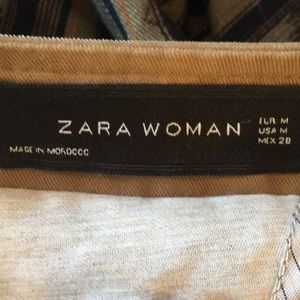 ZARA WOMAN
MADE IN MOROCCO
EUR M
USA M
MEX 28